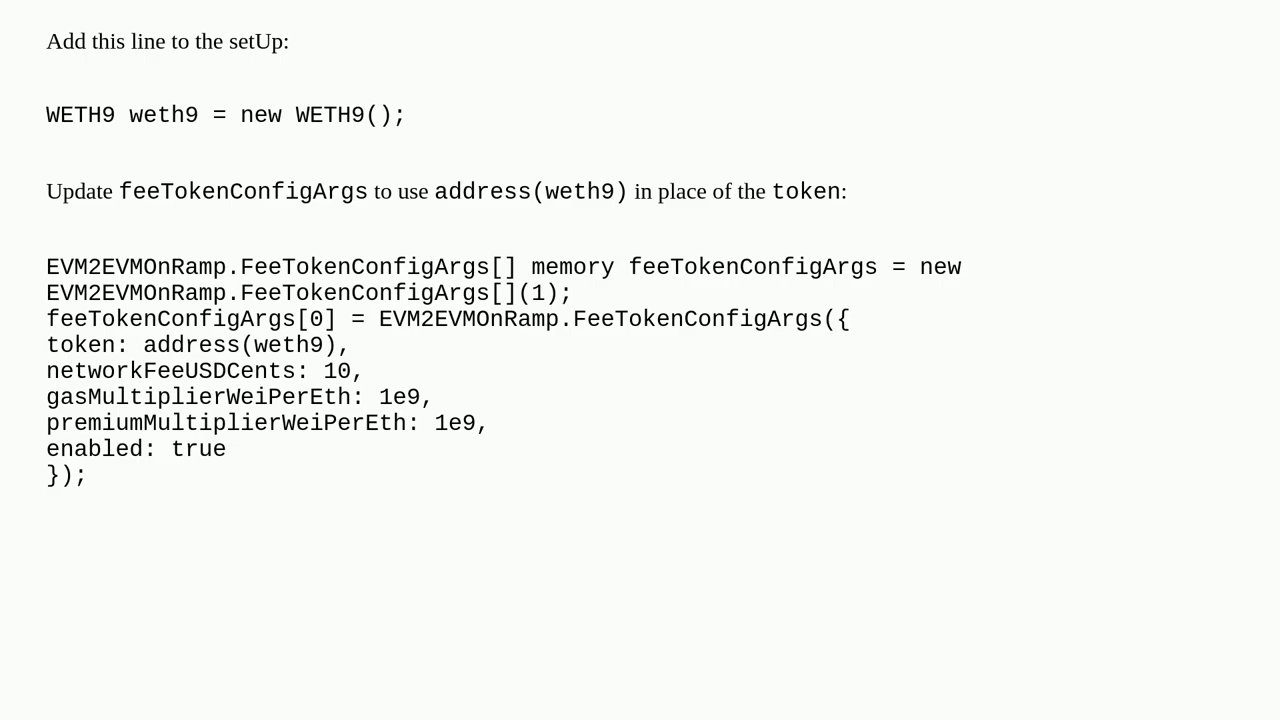 Add this line to the setUp:
WETH9 weth9 = new WETH9();
Update feeTokenConfigArgs to use address(weth9) in place of the token:
EVM2EVMOnRamp.FeeTokenConfigArgs[] memory feeTokenConfigArgs = new
EVM2EVMOnRamp.FeeTokenConfigArgs[](1);
feeTokenConfigArgs[0] = EVM2EVMOnRamp.FeeTokenConfigArgs({
token: address(weth9),
networkFeeUSDCents: 10,
gasMultiplierWeiPerEth: 1e9,
premiumMultiplierWeiPerEth: 1e9,
enabled: true
});